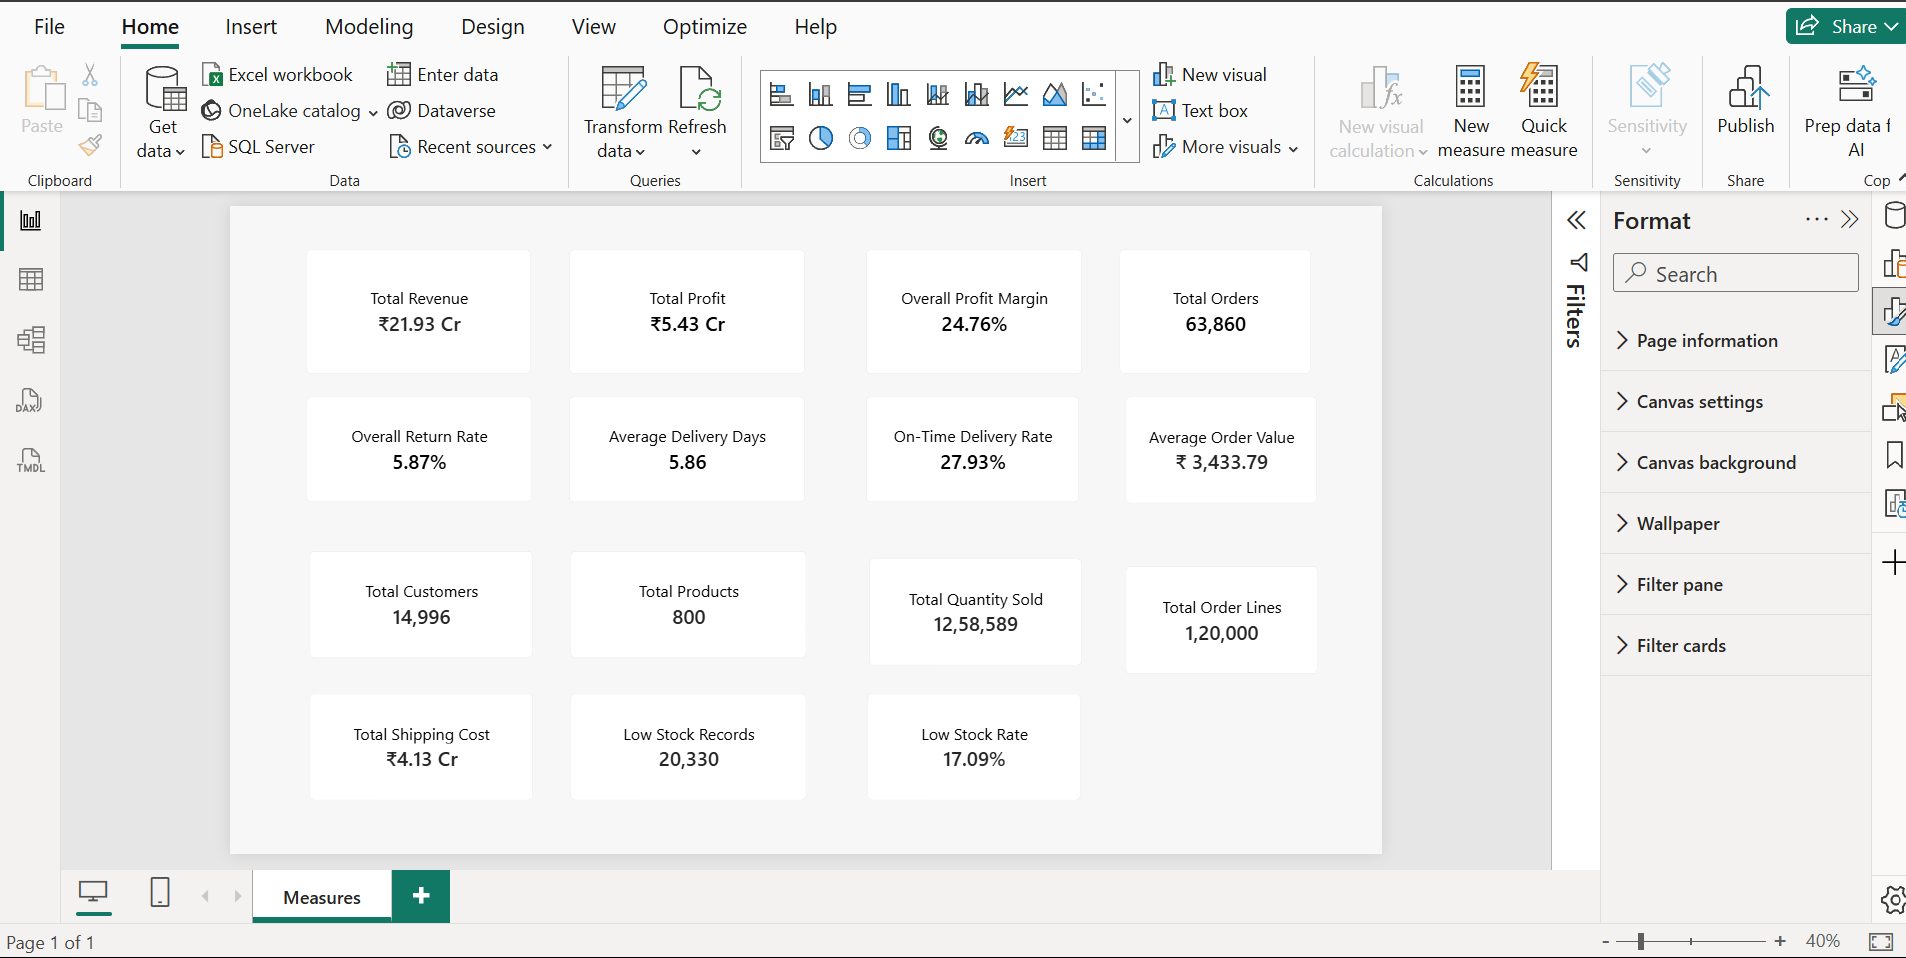 File Home Insert Modeling Design View Optimize Help Share
Paste
Clipboard
Get data
Excel workbook
OneLake catalog
SQL Server
Enter data
Dataverse
Recent sources
Data
Transform data
Refresh
Queries
123
New visual
Text box
More visuals
Insert
New visual calculation
New measure
Quick measure
Calculations
Sensitivity
Sensitivity
Publish
Share
Prep data f
AI
Cop
DAX
TMDL
Total Revenue
₹21.93 Cr
Total Profit
₹5.43 Cr
Overall Profit Margin
24.76%
Total Orders
63,860
Overall Return Rate
5.87%
Average Delivery Days
5.86
On-Time Delivery Rate
27.93%
Average Order Value
₹ 3,433.79
Total Customers
14,996
Total Products
800
Total Quantity Sold
12,58,589
Total Order Lines
1,20,000
Total Shipping Cost
₹4.13 Cr
Low Stock Records
20,330
Low Stock Rate
17.09%
Filters
Format
Search
Page information
Canvas settings
Canvas background
Wallpaper
Filter pane
Filter cards
Measures
Page 1 of 1
40%